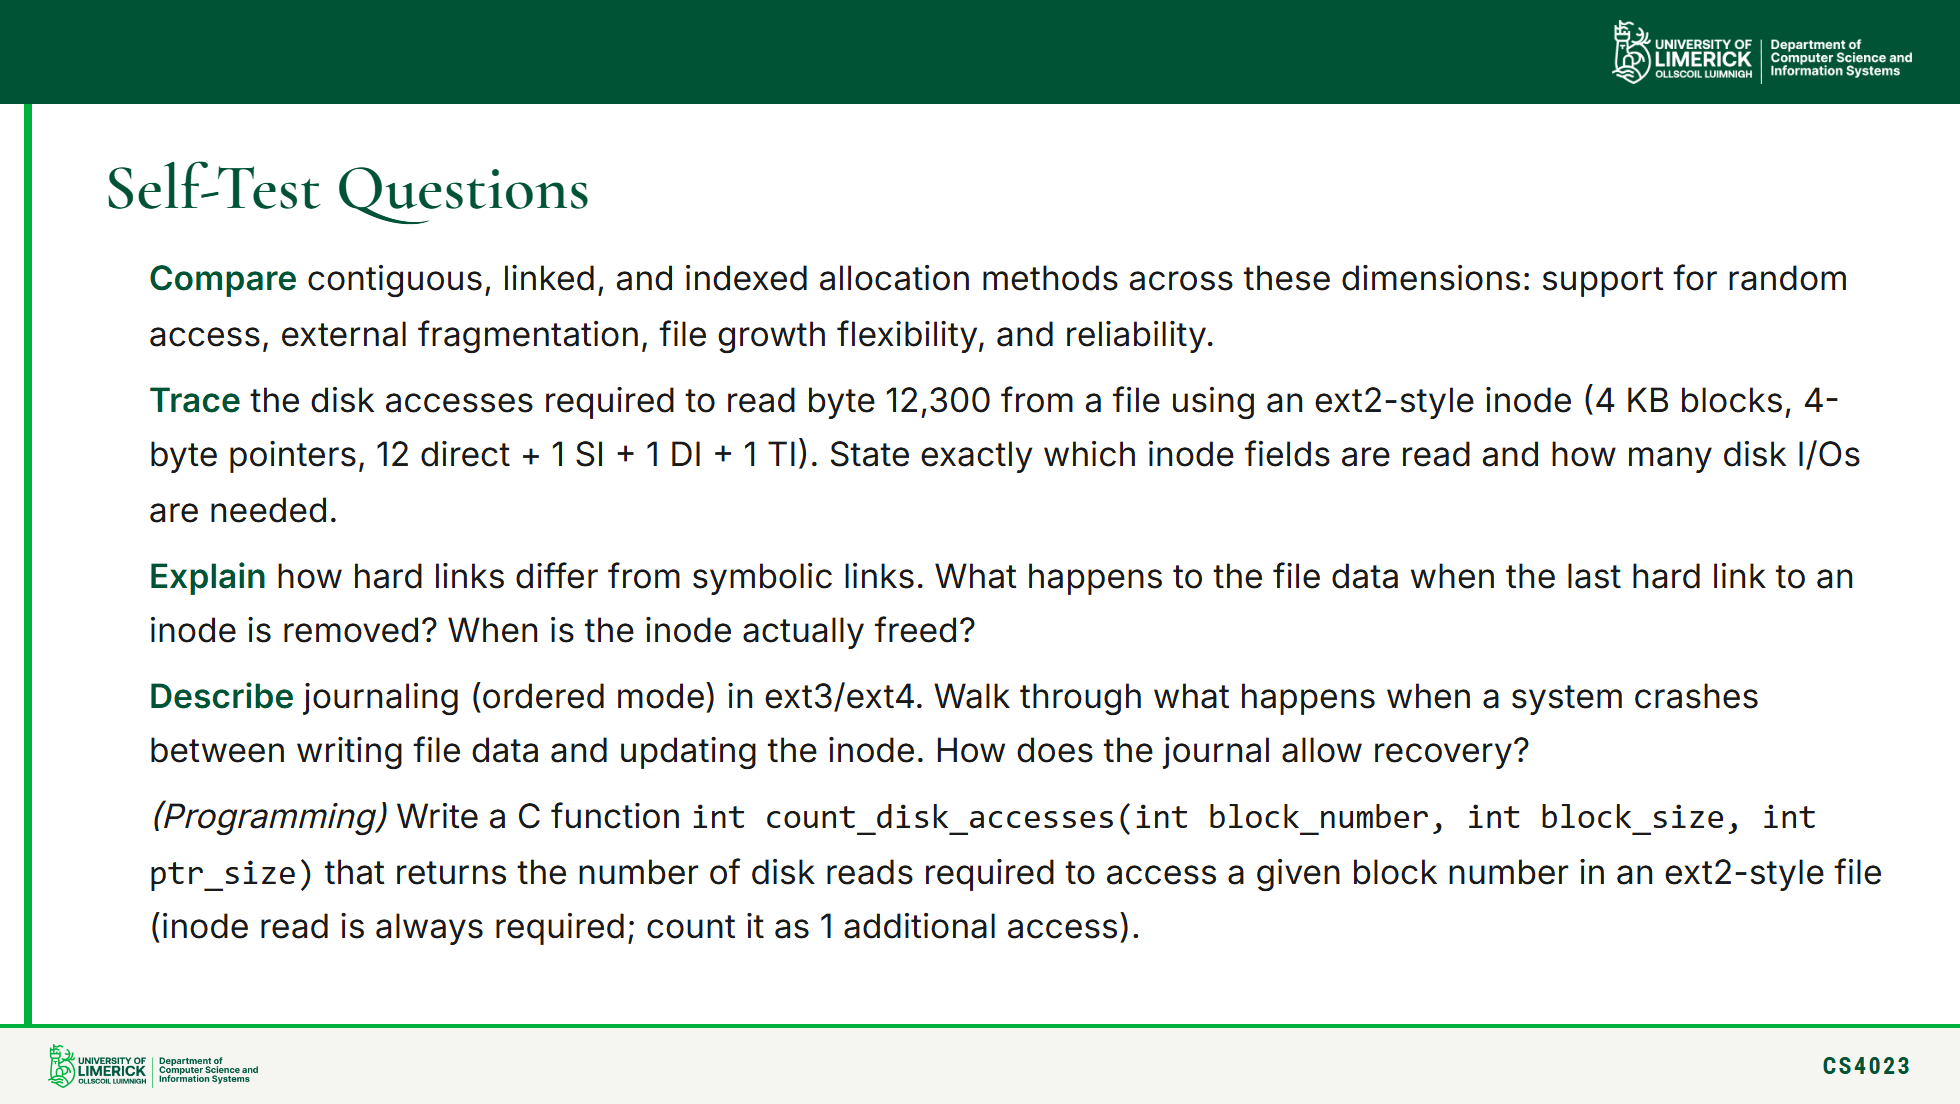 UNIVERSITY OF
LIMERICK
OLLSCOIL LUIMNIGH
Department of
Computer Science and
Information Systems
Self-Test Questions
Compare contiguous, linked, and indexed allocation methods across these dimensions: support for random
access, external fragmentation, file growth flexibility, and reliability.
Trace the disk accesses required to read byte 12,300 from a file using an ext2-style inode (4 KB blocks, 4-
byte pointers, 12 direct + 1 SI + 1 DI + 1 TI). State exactly which inode fields are read and how many disk I/Os
are needed.
Explain how hard links differ from symbolic links. What happens to the file data when the last hard link to an
inode is removed? When is the inode actually freed?
Describe journaling (ordered mode) in ext3/ext4. Walk through what happens when a system crashes
between writing file data and updating the inode. How does the journal allow recovery?
(Programming) Write a C function int count_disk_accesses(int block_number, int block_size, int
ptr_size) that returns the number of disk reads required to access a given block number in an ext2-style file
(inode read is always required; count it as 1 additional access).
UNIVERSITY OF
LIMERICK
OLLSCOIL LUIMNIGH
Department of
Computer Science and
Information Systems
CS4023